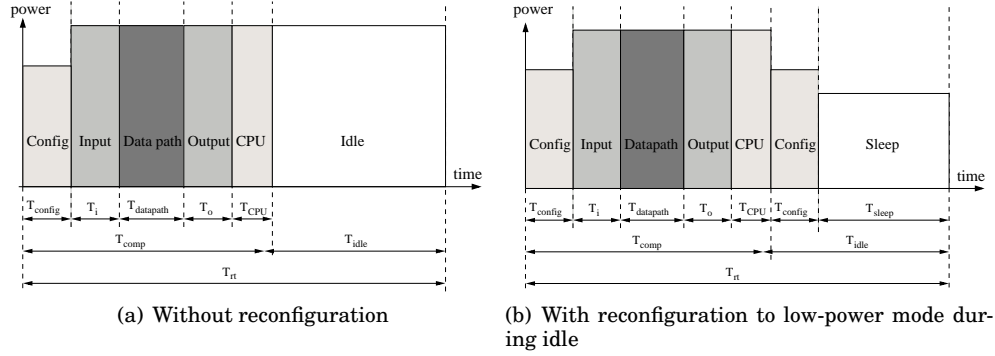 power
Config Input Data path Output CPU Idle
time
T_config T_i T_datapath T_o T_CPU
T_comp T_idle
T_rt
(a) Without reconfiguration
power
Config Input Datapath Output CPU Config Sleep
time
T_config T_i T_datapath T_o T_CPU T_config T_sleep
T_comp T_idle
T_rt
(b) With reconfiguration to low-power mode dur-
ing idle